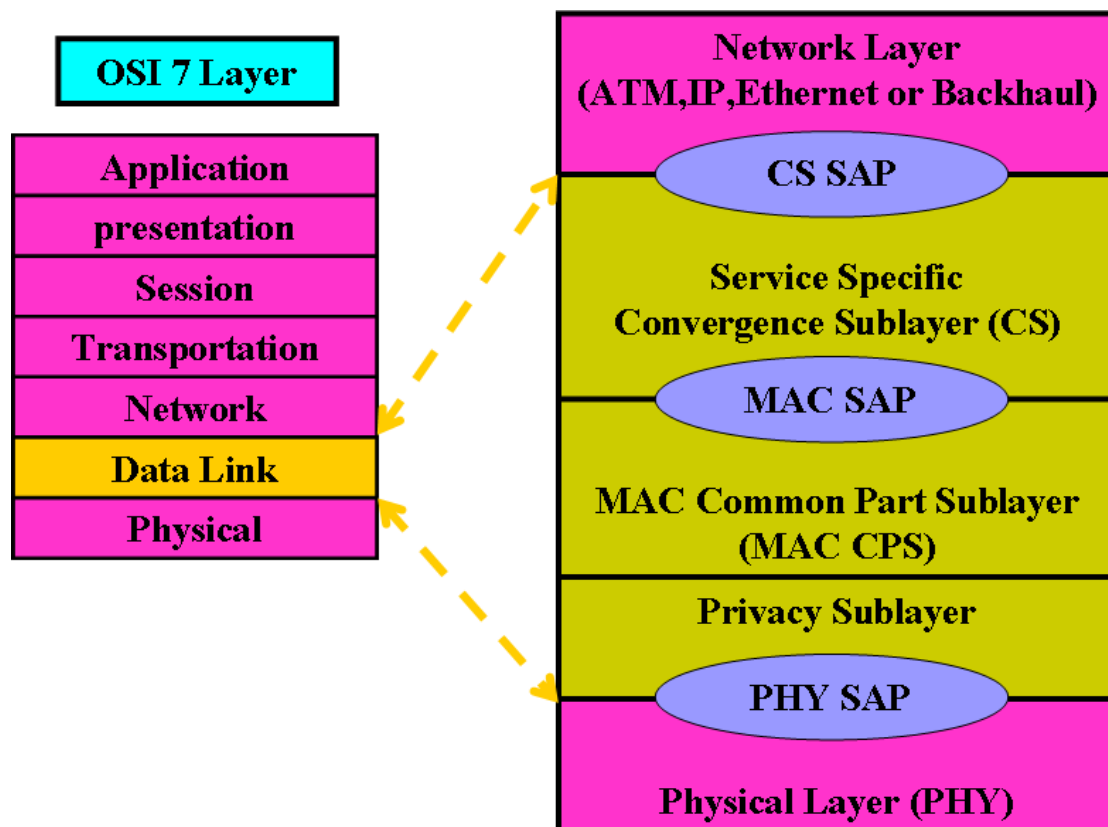 OSI 7 Layer
Application
presentation
Session
Transportation
Network
Data Link
Physical
Network Layer
(ATM,IP,Ethernet or Backhaul)
CS SAP
Service Specific
Convergence Sublayer (CS)
MAC SAP
MAC Common Part Sublayer
(MAC CPS)
Privacy Sublayer
PHY SAP
Physical Layer (PHY)